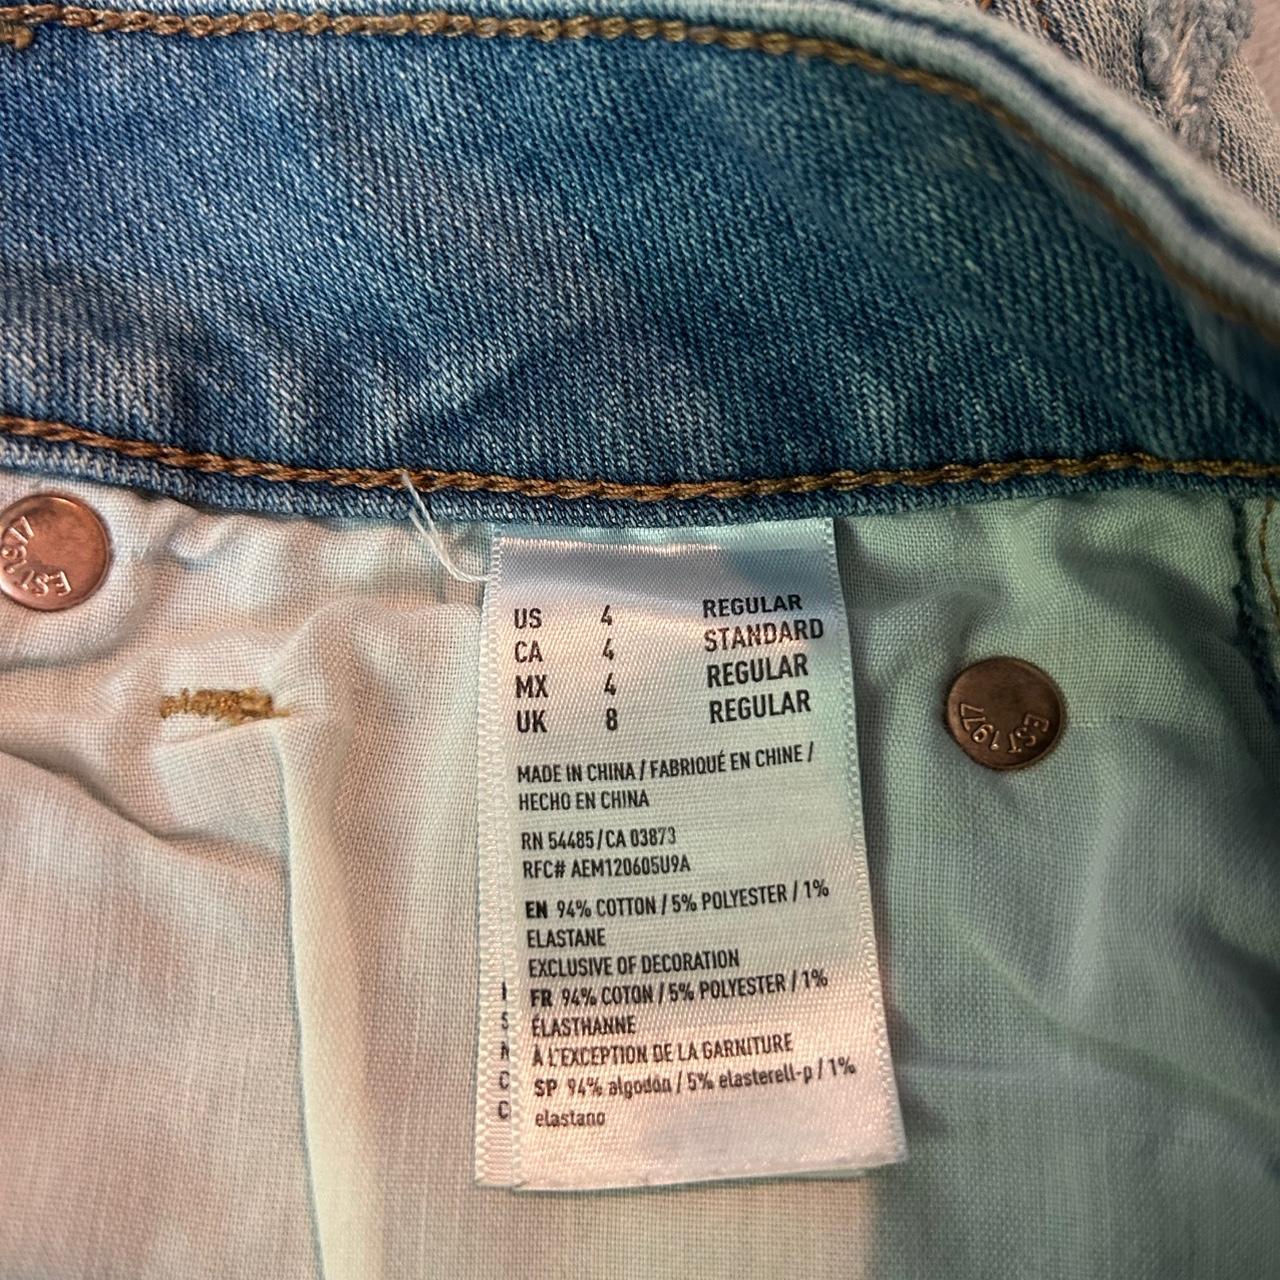 EST 1977
US 4 REGULAR
CA 4 STANDARD
MX 4 REGULAR
UK 8 REGULAR
MADE IN CHINA / FABRIQUÉ EN CHINE /
HECHO EN CHINA
RN 54485/CA 03873
RFC# AEM120605U9A
EN 94% COTTON / 5% POLYESTER / 1%
ELASTANE
EXCLUSIVE OF DECORATION
FR 94% COTON / 5% POLYESTER / 1%
ÉLASTHANNE
À L'EXCEPTION DE LA GARNITURE
SP 94% algodón / 5% elasterell-p / 1%
elastano
EST 1977